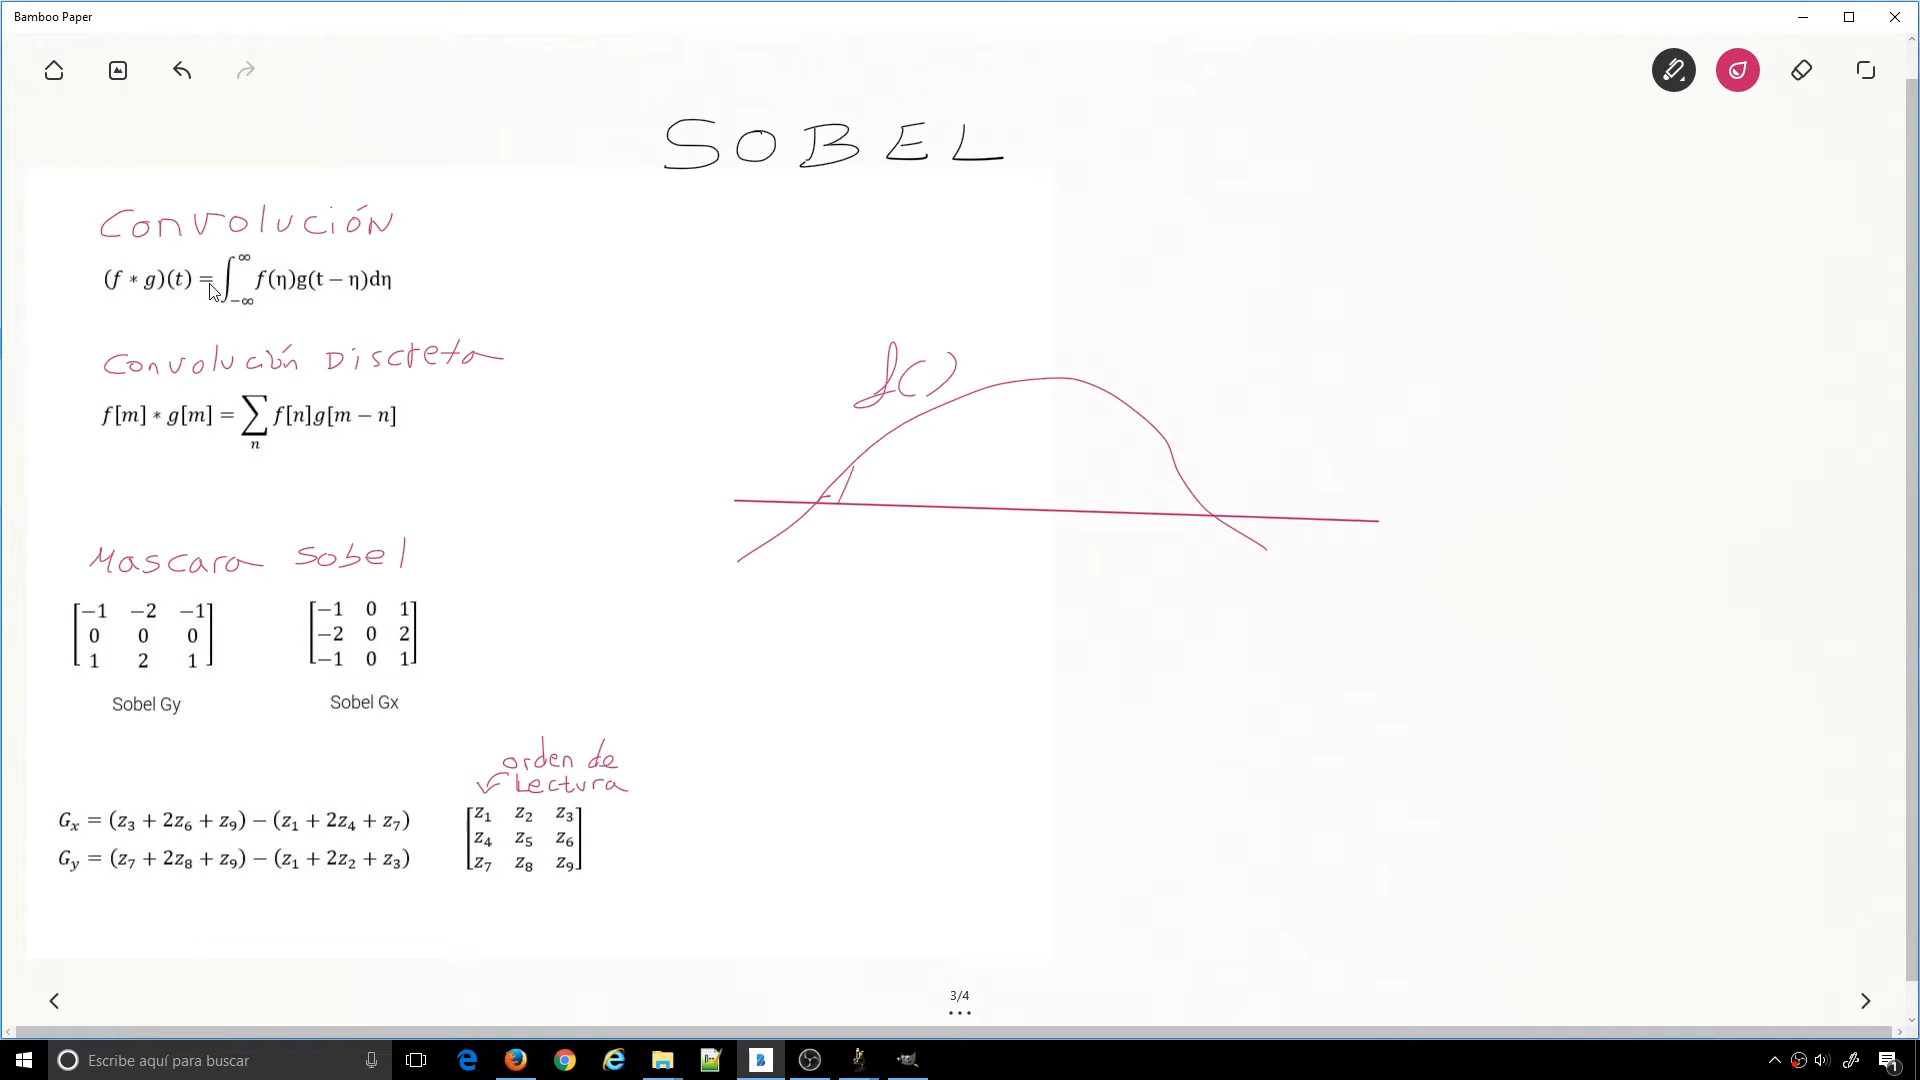 Bamboo Paper
SOBEL
Convolución
(f ∗ g)(t) = ∫_{−∞}^{∞} f(η)g(t − η)dη
Convolución Discreta
f[m] ∗ g[m] = ∑_n f[n]g[m − n]
f()
Mascara Sobel
[−1 −2 −1]
[0 0 0]
[1 2 1]
Sobel Gy
[−1 0 1]
[−2 0 2]
[−1 0 1]
Sobel Gx
orden de
Lectura
G_x = (z_3 + 2z_6 + z_9) − (z_1 + 2z_4 + z_7)
G_y = (z_7 + 2z_8 + z_9) − (z_1 + 2z_2 + z_3)
[z_1 z_2 z_3]
[z_4 z_5 z_6]
[z_7 z_8 z_9]
3/4
Escribe aquí para buscar
1